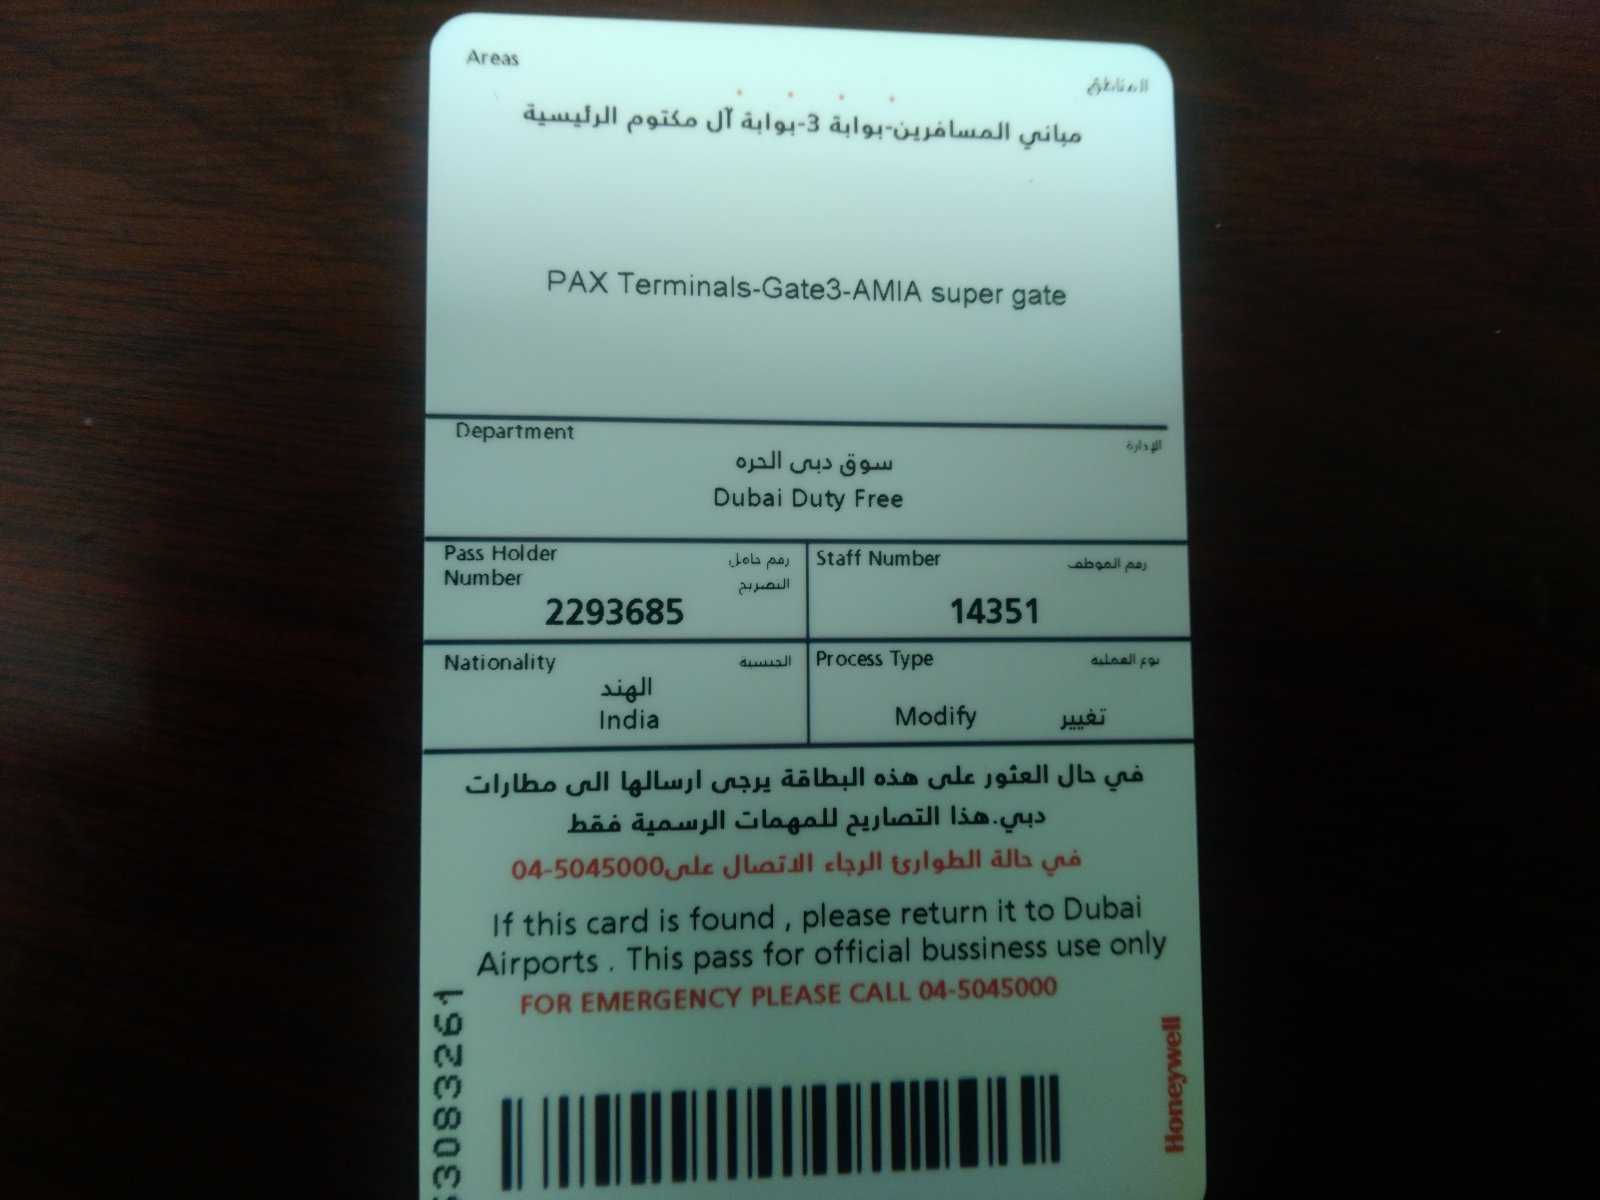 Areas
المناطق
مباني المسافرين-بوابة 3-بوابة آل مكتوم الرئيسية
PAX Terminals-Gate3-AMIA super gate
Department
الإدارة
سوق دبى الحره
Dubai Duty Free
Pass Holder
Number
رقم حامل
التصريح
2293685
Staff Number
رقم الموظف
14351
Nationality
الجنسية
الهند
India
Process Type
نوع العملية
Modify
تغيير
في حال العثور على هذه البطاقة يرجى ارسالها الى مطارات
دبي.هذا التصاريح للمهمات الرسمية فقط
في حالة الطوارئ الرجاء الاتصال على04-5045000
If this card is found , please return it to Dubai
Airports . This pass for official bussiness use only
FOR EMERGENCY PLEASE CALL 04-5045000
Honeywell